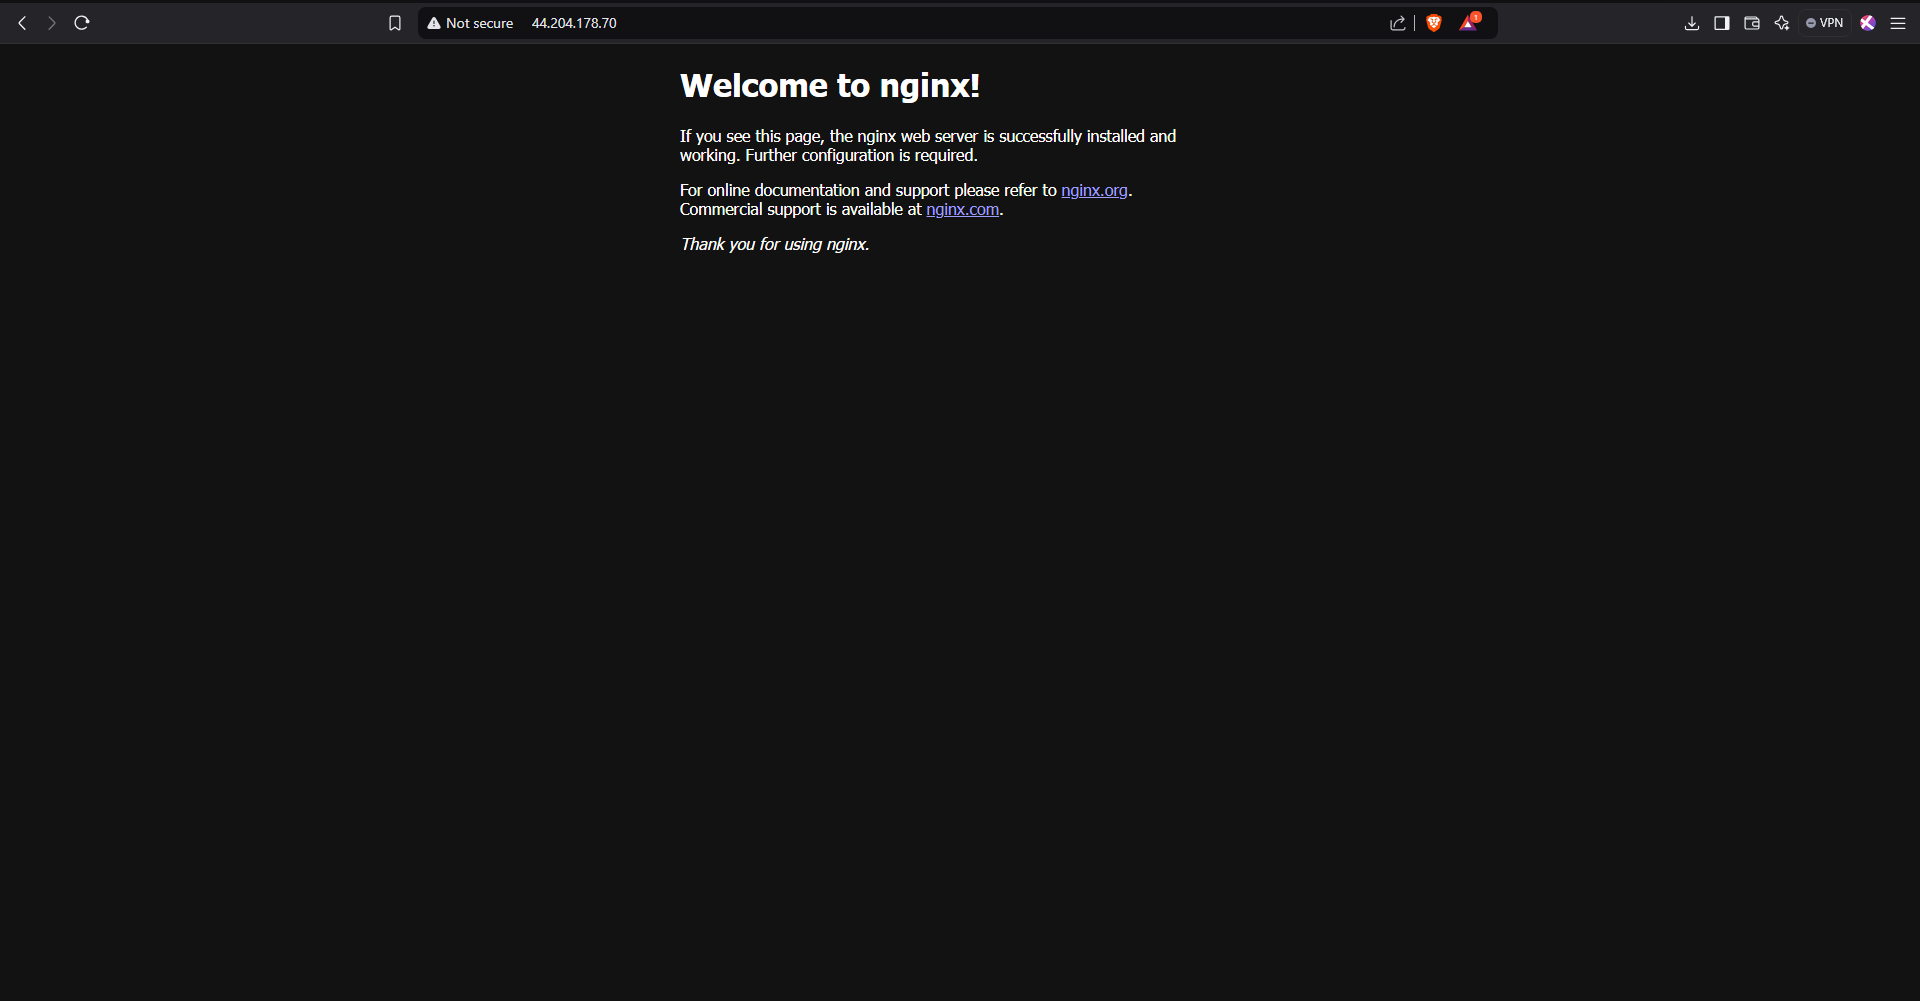 Not secure 44.204.178.70
1
VPN
Welcome to nginx!
If you see this page, the nginx web server is successfully installed and
working. Further configuration is required.
For online documentation and support please refer to nginx.org.
Commercial support is available at nginx.com.
Thank you for using nginx.